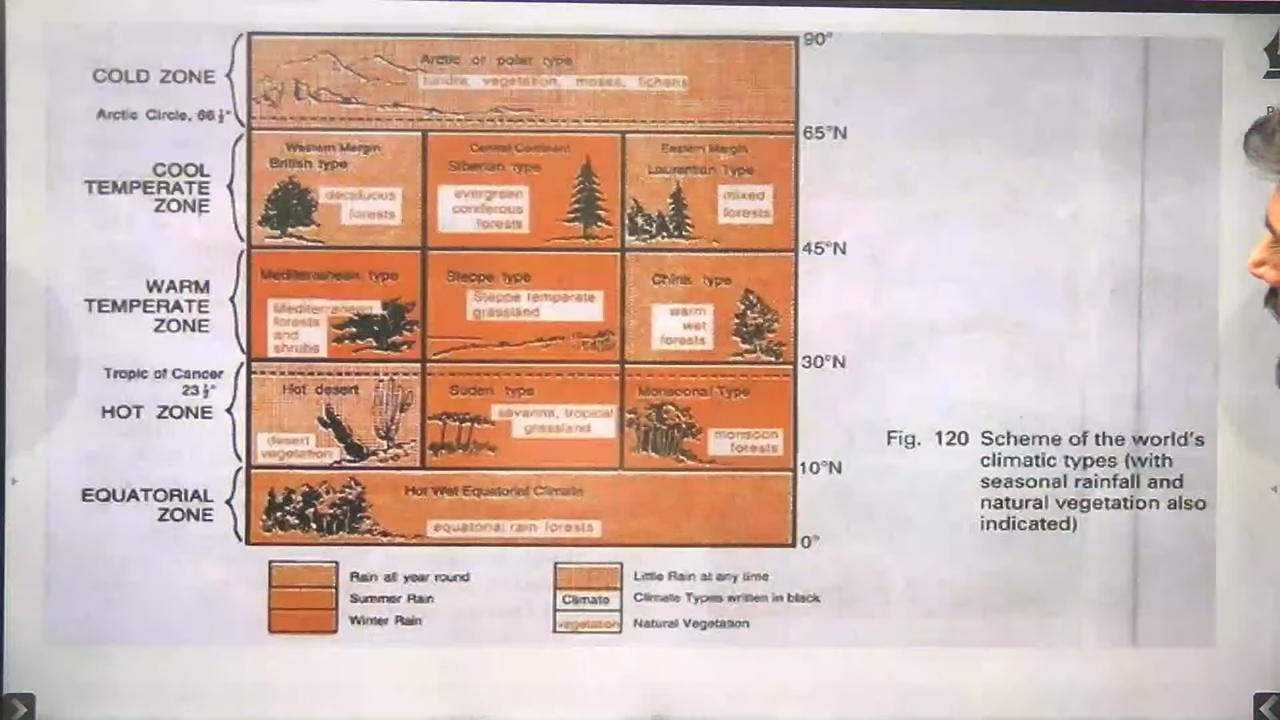 90°
COLD ZONE
Arctic or polar type
tundra, vegetation, moses, lichens
Arctic Circle, 66 ½°
65°N
COOL
TEMPERATE
ZONE
Western Margin
British type
deciduous
forests
Central Continent
Siberian type
evergreen
coniferous
forests
Eastern Margin
Laurentian Type
mixed
forests
45°N
WARM
TEMPERATE
ZONE
Mediterranean type
Mediterranean
forests
and
shrubs
Steppe type
Steppe temperate
grassland
China type
warm
wet
forests
30°N
Tropic of Cancer
23 ½°
HOT ZONE
Hot desert
desert
vegetation
Sudan type
savanna, tropical
grassland
Monsoonal Type
monsoon
forests
10°N
EQUATORIAL
ZONE
Hot Wet Equatorial Climate
equatorial rain forests
0°
Fig. 120 Scheme of the world's
climatic types (with
seasonal rainfall and
natural vegetation also
indicated)
Rain all year round
Summer Rain
Winter Rain
Little Rain at any time
Climate Climate Types written in black
vegetation Natural Vegetation